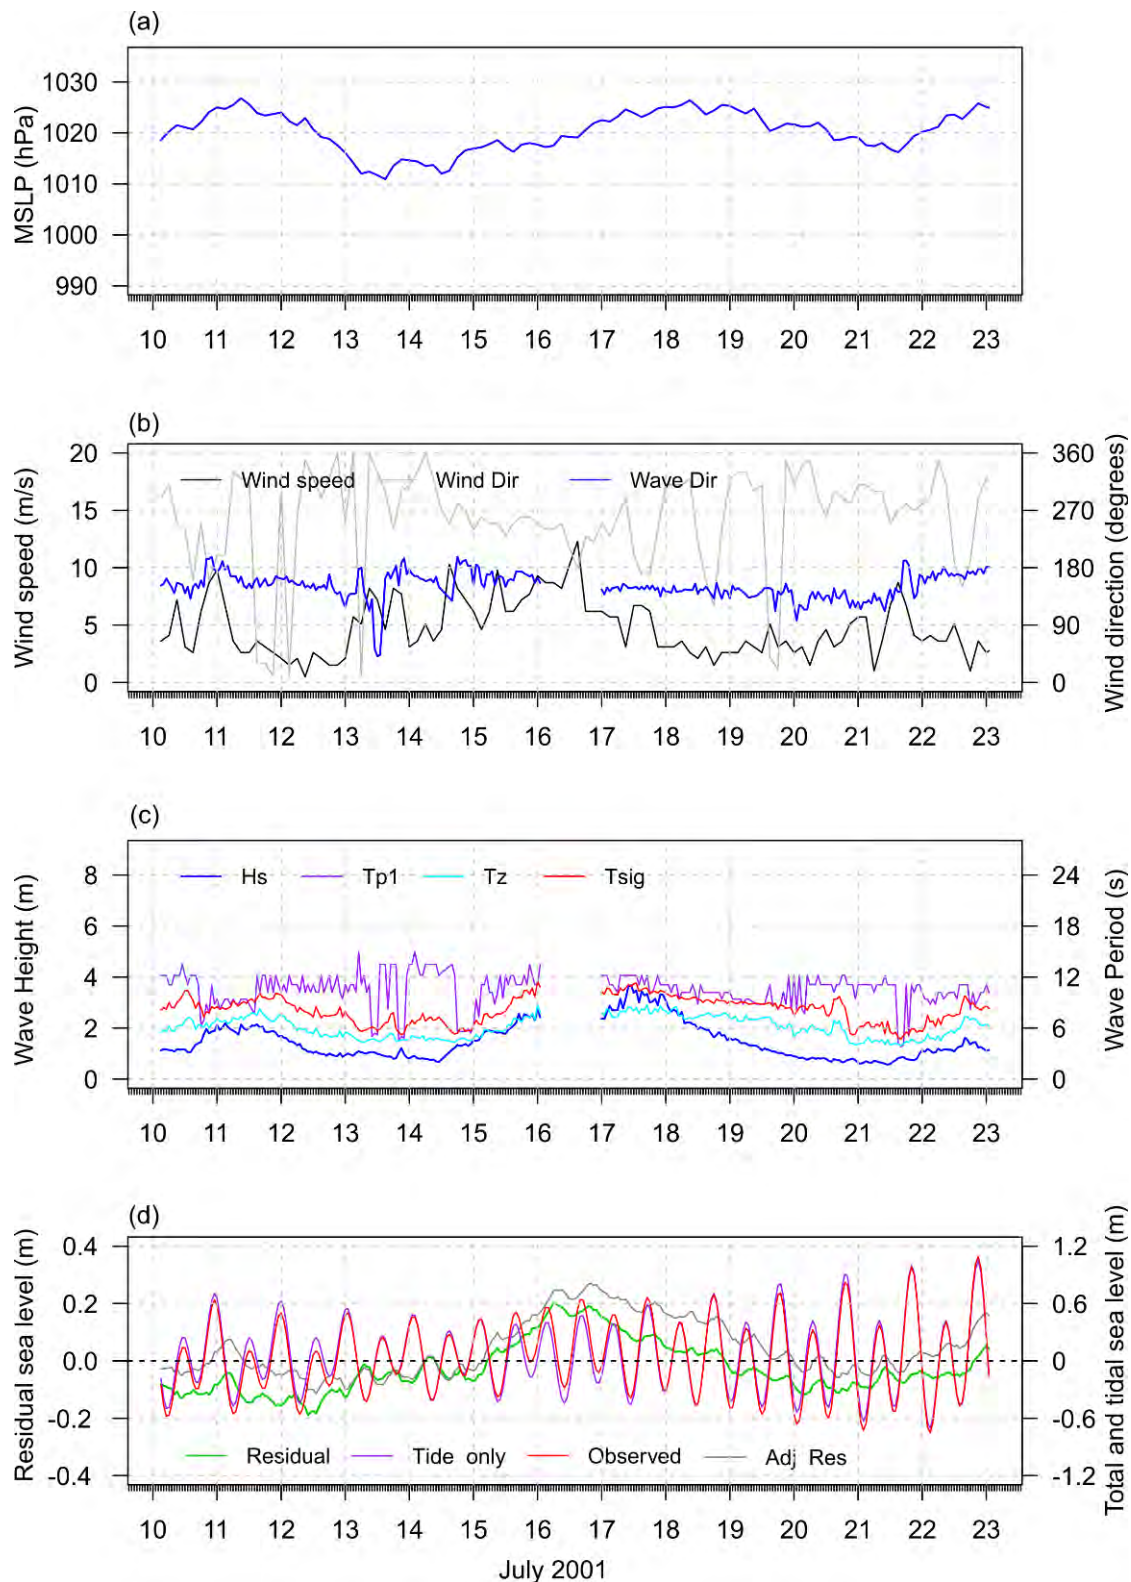 (a)
MSLP (hPa)
1030
1020
1010
1000
990
10 11 12 13 14 15 16 17 18 19 20 21 22 23
(b)
Wind speed (m/s)
20
15
10
5
0
Wind speed Wind Dir Wave Dir
360
270
180
90
0
Wind direction (degrees)
10 11 12 13 14 15 16 17 18 19 20 21 22 23
(c)
Wave Height (m)
8
6
4
2
0
Hs Tp1 Tz Tsig
24
18
12
6
0
Wave Period (s)
10 11 12 13 14 15 16 17 18 19 20 21 22 23
(d)
Residual sea level (m)
0.4
0.2
0.0
-0.2
-0.4
Residual Tide only Observed Adj Res
1.2
0.6
0
-0.6
-1.2
Total and tidal sea level (m)
10 11 12 13 14 15 16 17 18 19 20 21 22 23
July 2001